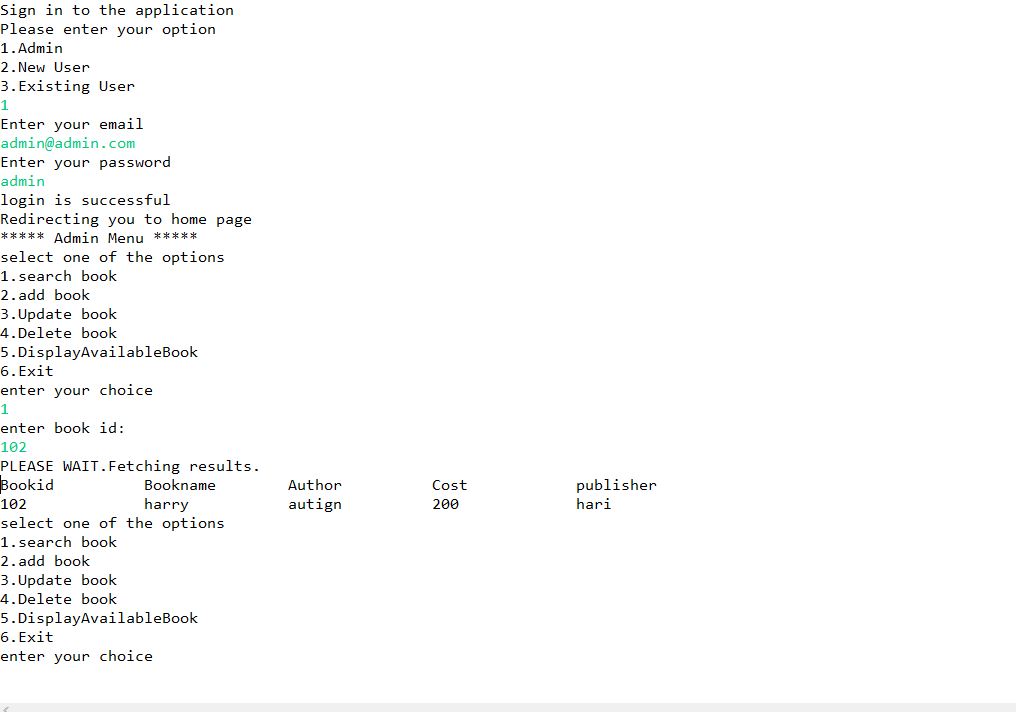 Sign in to the application
Please enter your option
1.Admin
2.New User
3.Existing User
1
Enter your email
admin@admin.com
Enter your password
admin
login is successful
Redirecting you to home page
***** Admin Menu *****
select one of the options
1.search book
2.add book
3.Update book
4.Delete book
5.DisplayAvailableBook
6.Exit
enter your choice
1
enter book id:
102
PLEASE WAIT.Fetching results.
Bookid Bookname Author Cost publisher
102 harry autign 200 hari
select one of the options
1.search book
2.add book
3.Update book
4.Delete book
5.DisplayAvailableBook
6.Exit
enter your choice